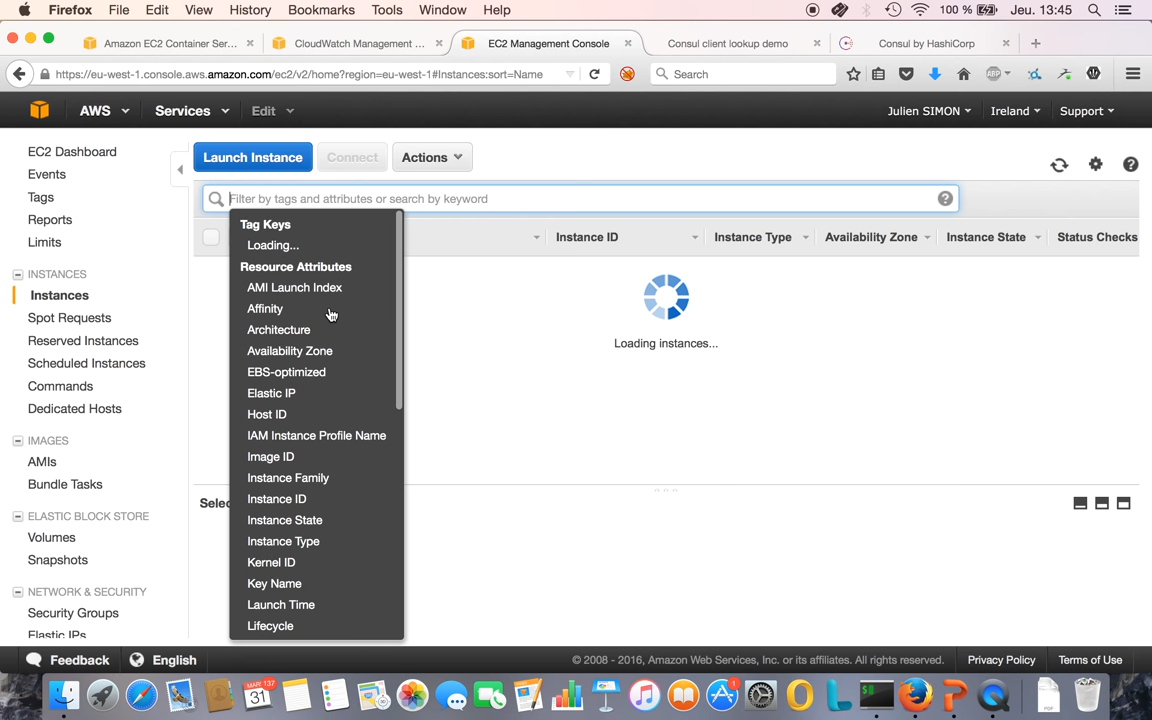 Firefox File Edit View History Bookmarks Tools Window Help 100 % Jeu. 13:45
Amazon EC2 Container Ser... CloudWatch Management ... EC2 Management Console Consul client lookup demo Consul by HashiCorp
https://eu-west-1.console.aws.amazon.com/ec2/v2/home?region=eu-west-1#Instances:sort=Name Search ABP
AWS Services Edit Julien SIMON Ireland Support
EC2 Dashboard
Events
Tags
Reports
Limits
INSTANCES
Instances
Spot Requests
Reserved Instances
Scheduled Instances
Commands
Dedicated Hosts
IMAGES
AMIs
Bundle Tasks
ELASTIC BLOCK STORE
Volumes
Snapshots
NETWORK & SECURITY
Security Groups
Elastic IPs
Launch Instance Connect Actions
Filter by tags and attributes or search by keyword
Instance ID Instance Type Availability Zone Instance State Status Checks
Tag Keys
Loading...
Resource Attributes
AMI Launch Index
Affinity
Architecture
Availability Zone
EBS-optimized
Elastic IP
Host ID
IAM Instance Profile Name
Image ID
Instance Family
Instance ID
Instance State
Instance Type
Kernel ID
Key Name
Launch Time
Lifecycle
Loading instances...
Selec
Feedback English © 2008 - 2016, Amazon Web Services, Inc. or its affiliates. All rights reserved. Privacy Policy Terms of Use
31
1